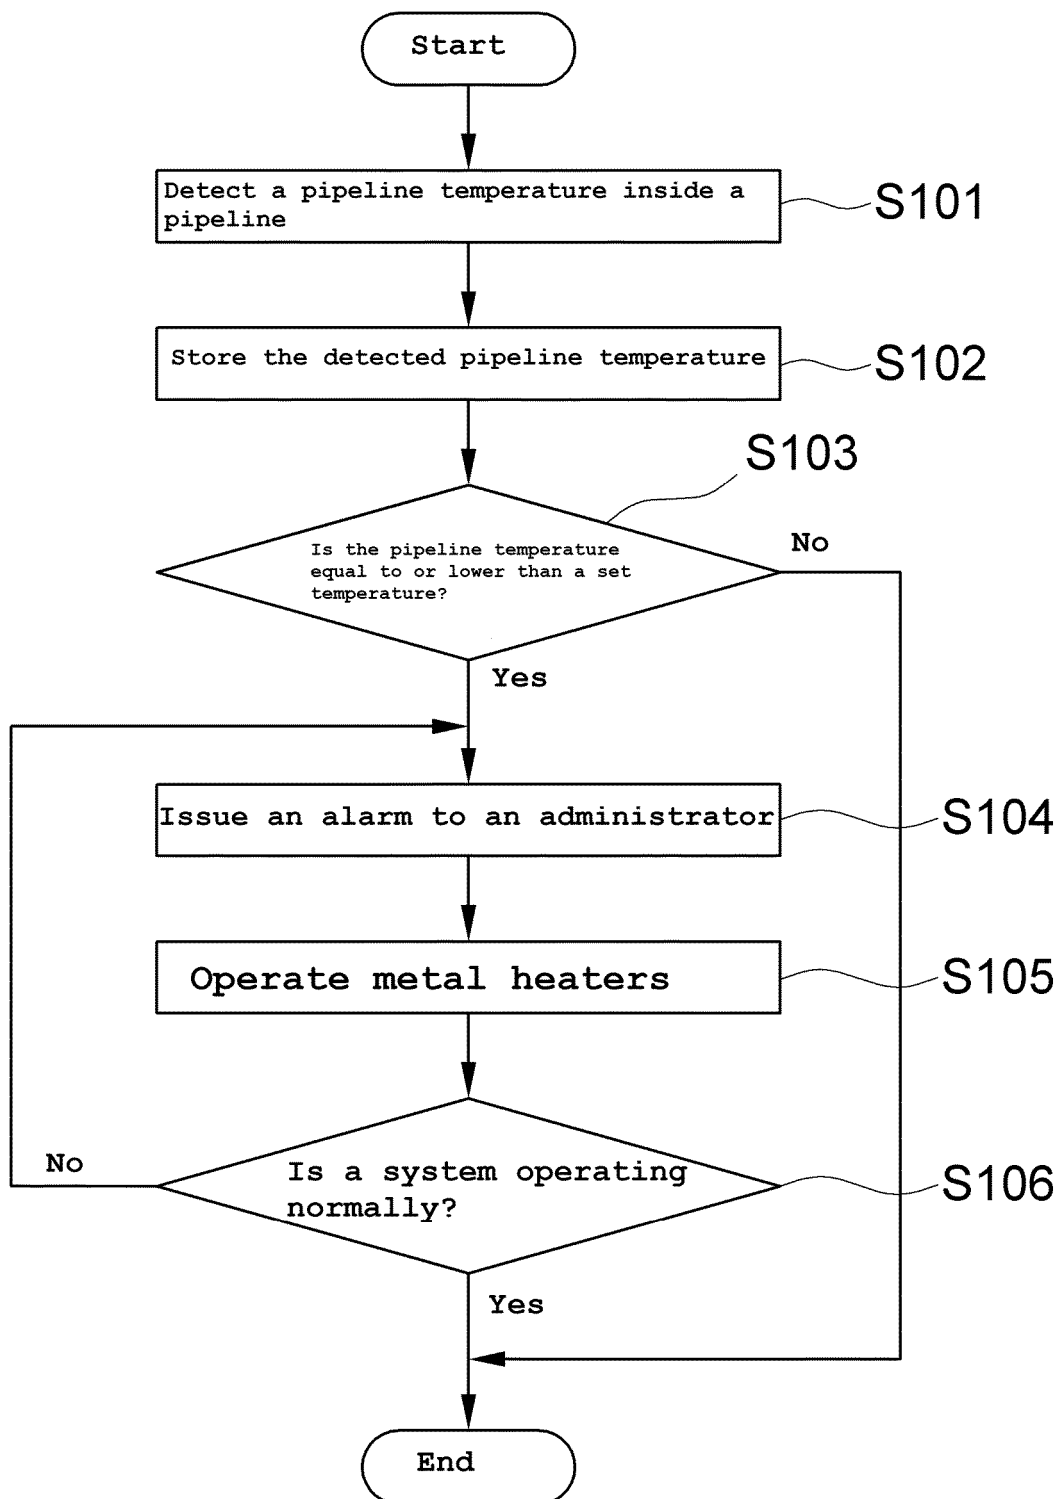 Start
Detect a pipeline temperature inside a
pipeline
S101
Store the detected pipeline temperature
S102
S103
Is the pipeline temperature
equal to or lower than a set
temperature?
No
Yes
Issue an alarm to an administrator
S104
Operate metal heaters
S105
No
Is a system operating
normally?
S106
Yes
End